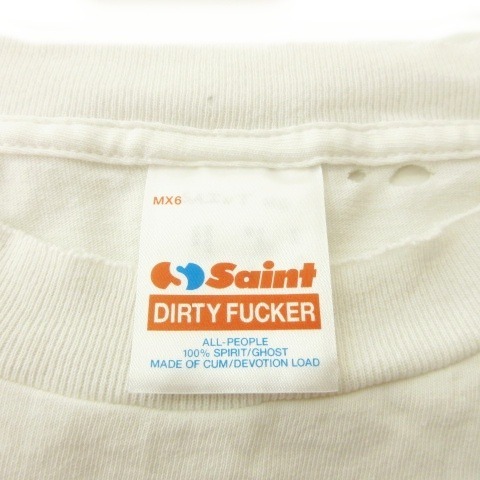 MX6
Saint
DIRTY FUCKER
ALL-PEOPLE
100% SPIRIT/GHOST
MADE OF CUM/DEVOTION LOAD